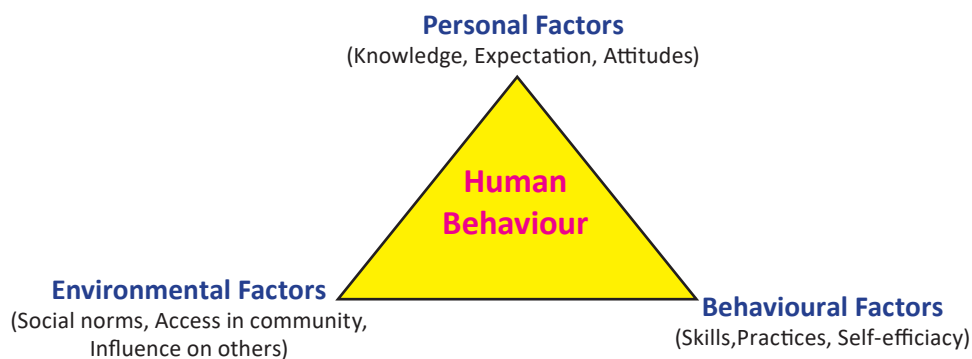 Personal Factors
(Knowledge, Expectation, Attitudes)
Human
Behaviour
Environmental Factors
(Social norms, Access in community,
Influence on others)
Behavioural Factors
(Skills,Practices, Self-efficiacy)